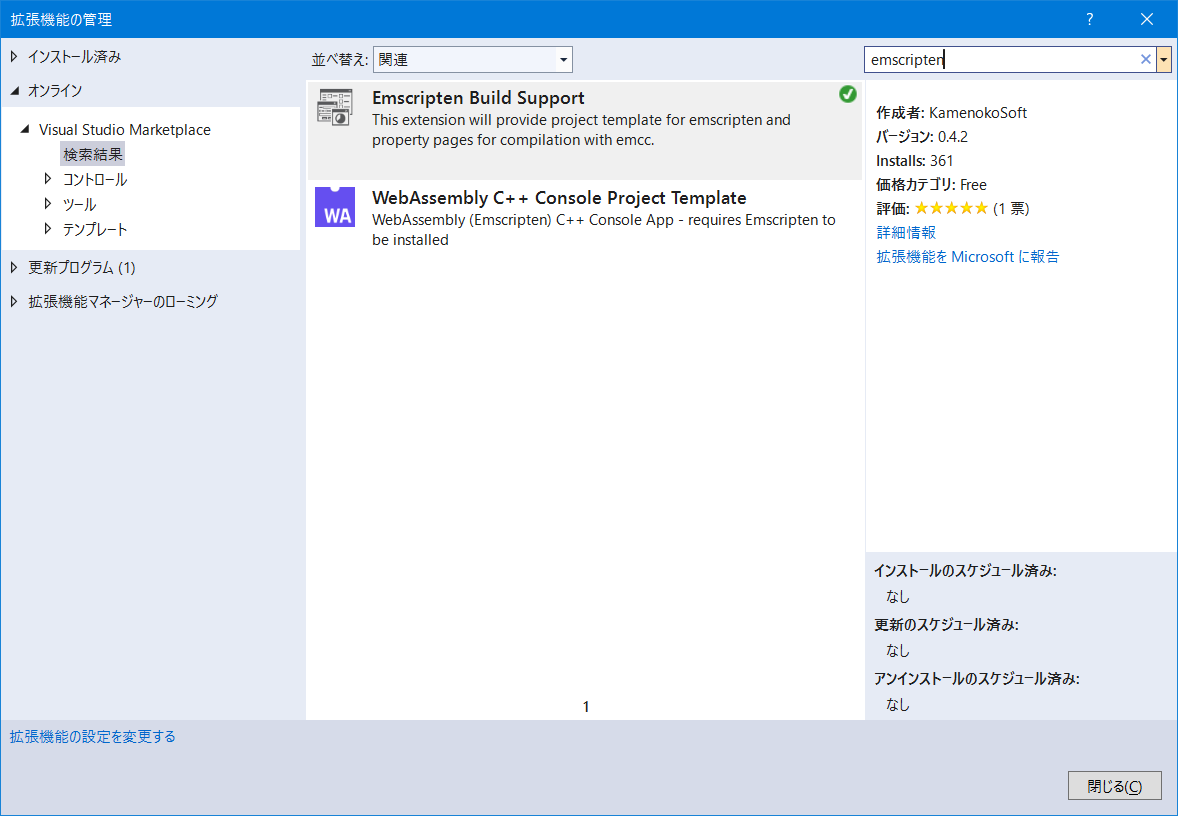 拡張機能の管理
?
インストール済み
オンライン
Visual Studio Marketplace
検索結果
コントロール
ツール
テンプレート
更新プログラム (1)
拡張機能マネージャーのローミング
並べ替え: 関連
emscripten
Emscripten Build Support
This extension will provide project template for emscripten and
property pages for compilation with emcc.
WA
WebAssembly C++ Console Project Template
WebAssembly (Emscripten) C++ Console App - requires Emscripten to
be installed
1
作成者: KamenokoSoft
バージョン: 0.4.2
Installs: 361
価格カテゴリ: Free
評価: ★★★★★ (1 票)
詳細情報
拡張機能を Microsoft に報告
インストールのスケジュール済み:
なし
更新のスケジュール済み:
なし
アンインストールのスケジュール済み:
なし
拡張機能の設定を変更する
閉じる(C)